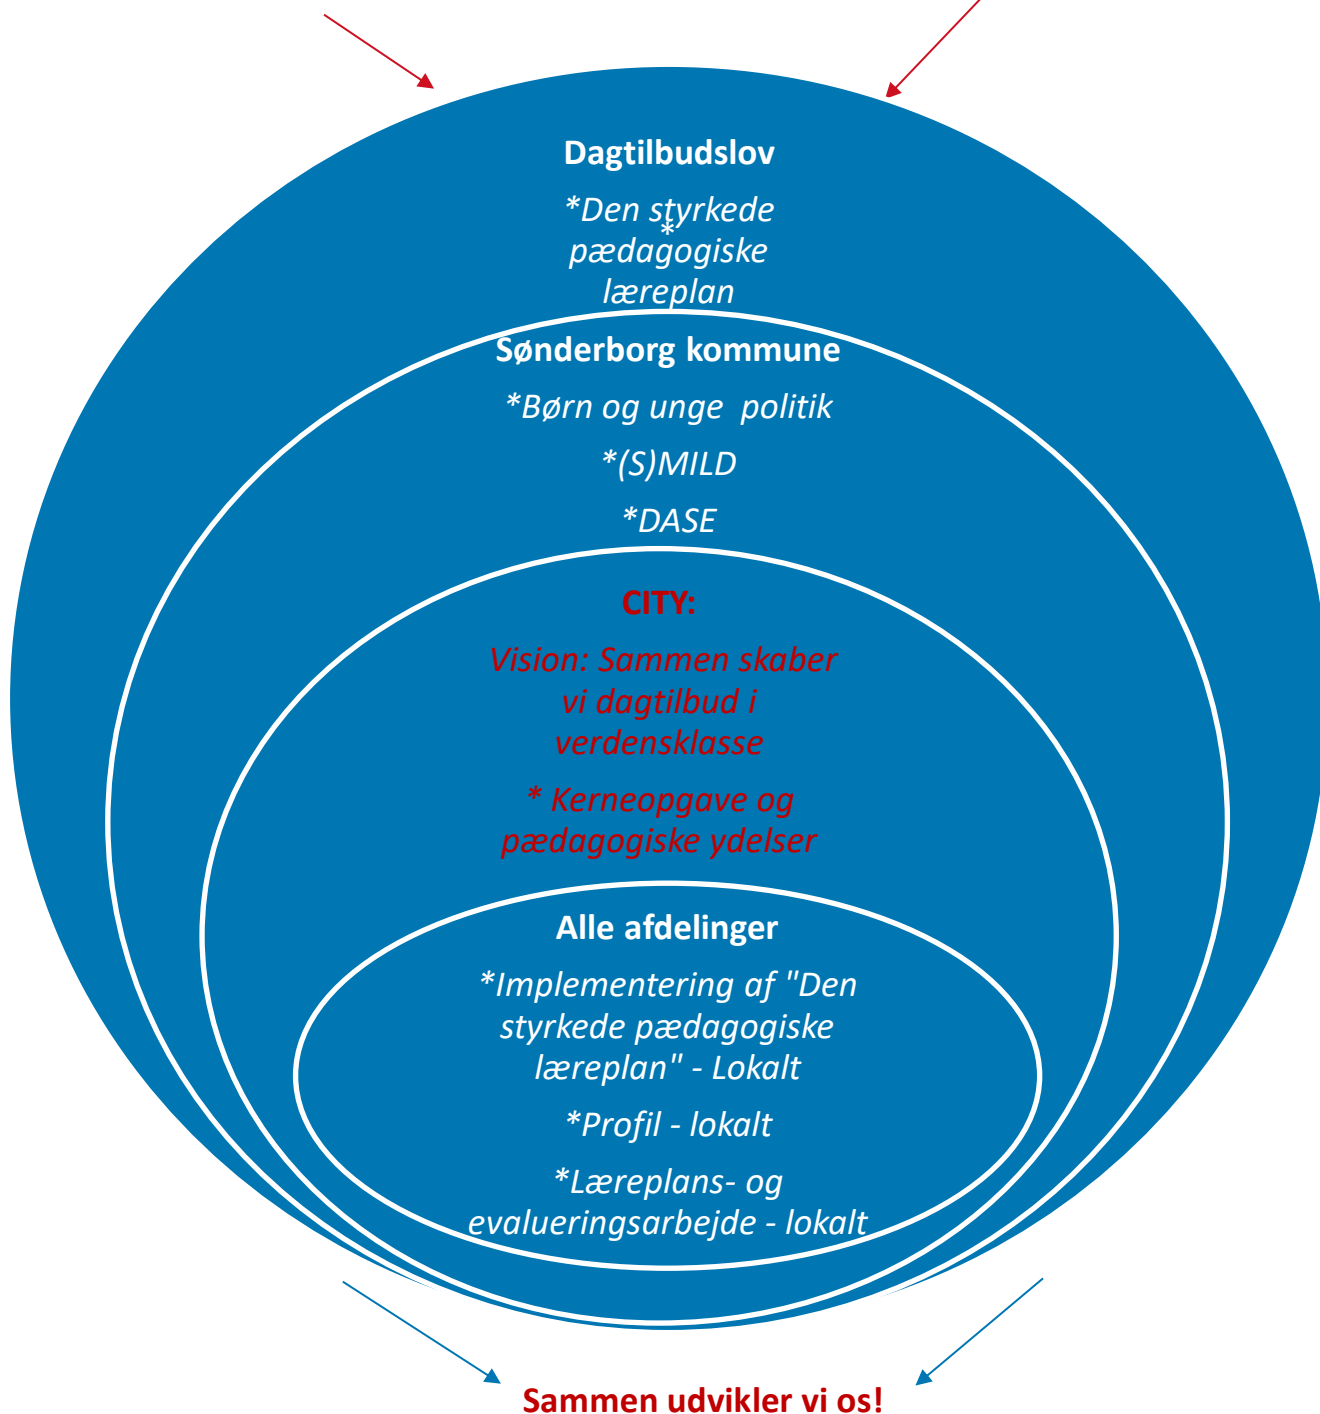 Dagtilbudslov
*Den styrkede
*
pædagogiske
læreplan
Sønderborg kommune
*Børn og unge politik
*(S)MILD
*DASE
CITY:
Vision: Sammen skaber
vi dagtilbud i
verdensklasse
* Kerneopgave og
pædagogiske ydelser
Alle afdelinger
*Implementering af "Den
styrkede pædagogiske
læreplan" - Lokalt
*Profil - lokalt
*Læreplans- og
evalueringsarbejde - lokalt
Sammen udvikler vi os!